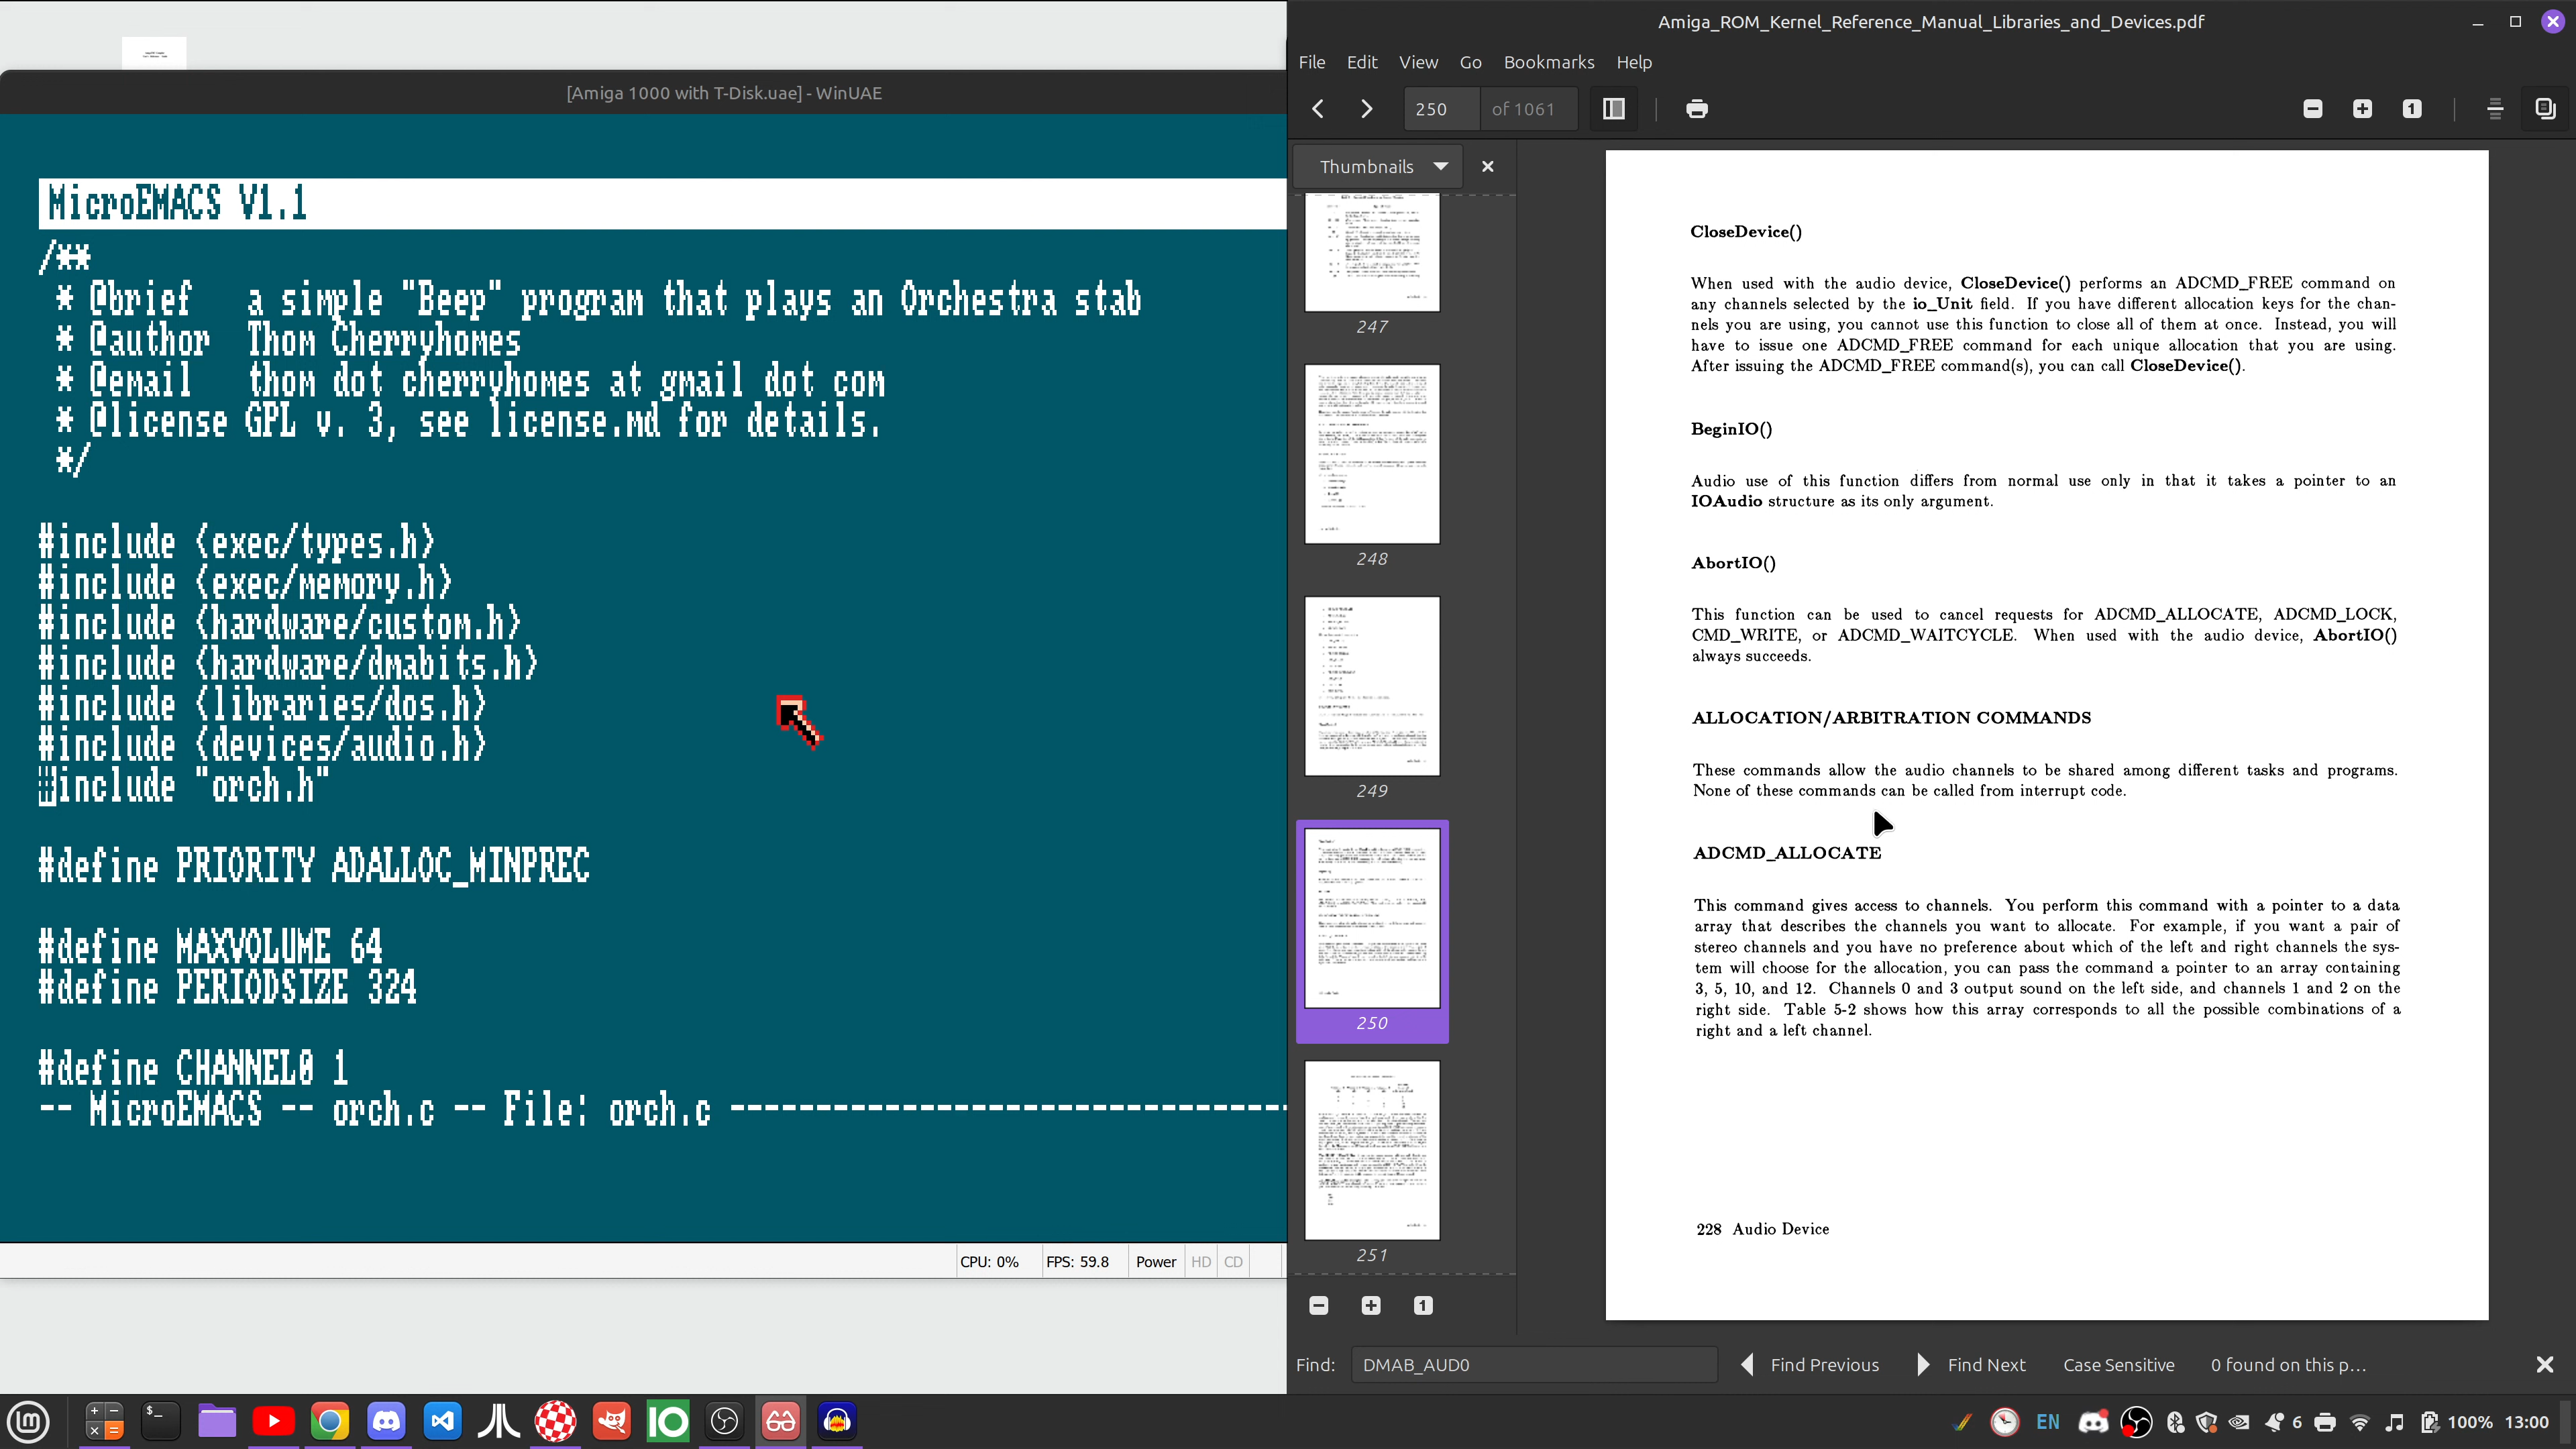 [Amiga 1000 with T-Disk.uae] - WinUAE
MicroEMACS V1.1
/**
* @brief a simple "Beep" program that plays an Orchestra stab
* @author Thom Cherryhomes
* @email thom dot cherryhomes at gmail dot com
* @license GPL v. 3, see license.md for details.
*/
#include <exec/types.h>
#include <exec/memory.h>
#include <hardware/custom.h>
#include <hardware/dmabits.h>
#include <libraries/dos.h>
#include <devices/audio.h>
#include "orch.h"
#define PRIORITY ADALLOC_MINPREC
#define MAXVOLUME 64
#define PERIODSIZE 324
#define CHANNEL0 1
-- MicroEMACS -- orch.c -- File: orch.c --------------------------------
CPU: 0% FPS: 59.8 Power HD CD
Amiga_ROM_Kernel_Reference_Manual_Libraries_and_Devices.pdf
File Edit View Go Bookmarks Help
250 of 1061
Thumbnails
247
248
249
250
251
CloseDevice()
When used with the audio device, CloseDevice() performs an ADCMD_FREE command on
any channels selected by the io_Unit field. If you have different allocation keys for the chan-
nels you are using, you cannot use this function to close all of them at once. Instead, you will
have to issue one ADCMD_FREE command for each unique allocation that you are using.
After issuing the ADCMD_FREE command(s), you can call CloseDevice().
BeginIO()
Audio use of this function differs from normal use only in that it takes a pointer to an
IOAudio structure as its only argument.
AbortIO()
This function can be used to cancel requests for ADCMD_ALLOCATE, ADCMD_LOCK,
CMD_WRITE, or ADCMD_WAITCYCLE. When used with the audio device, AbortIO()
always succeeds.
ALLOCATION/ARBITRATION COMMANDS
These commands allow the audio channels to be shared among different tasks and programs.
None of these commands can be called from interrupt code.
ADCMD_ALLOCATE
This command gives access to channels. You perform this command with a pointer to a data
array that describes the channels you want to allocate. For example, if you want a pair of
stereo channels and you have no preference about which of the left and right channels the sys-
tem will choose for the allocation, you can pass the command a pointer to an array containing
3, 5, 10, and 12. Channels 0 and 3 output sound on the left side, and channels 1 and 2 on the
right side. Table 5-2 shows how this array corresponds to all the possible combinations of a
right and a left channel.
228 Audio Device
Find: DMAB_AUD0 Find Previous Find Next Case Sensitive 0 found on this p...
EN 6 100% 13:00